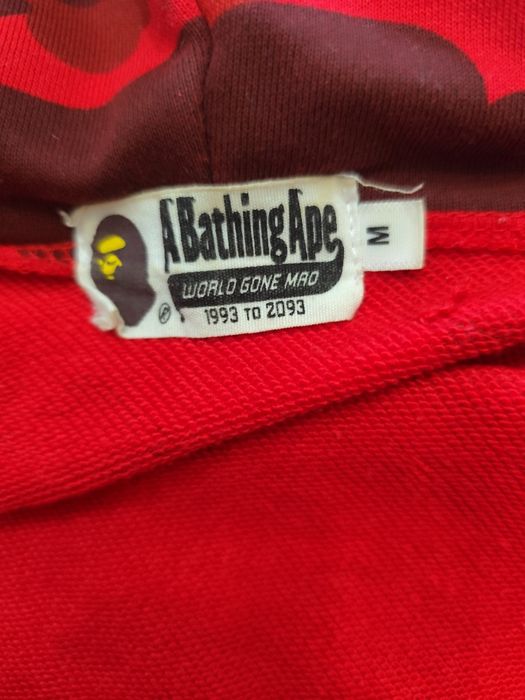 A Bathing Ape
WORLD GONE MAD
1993 TO 2093
M